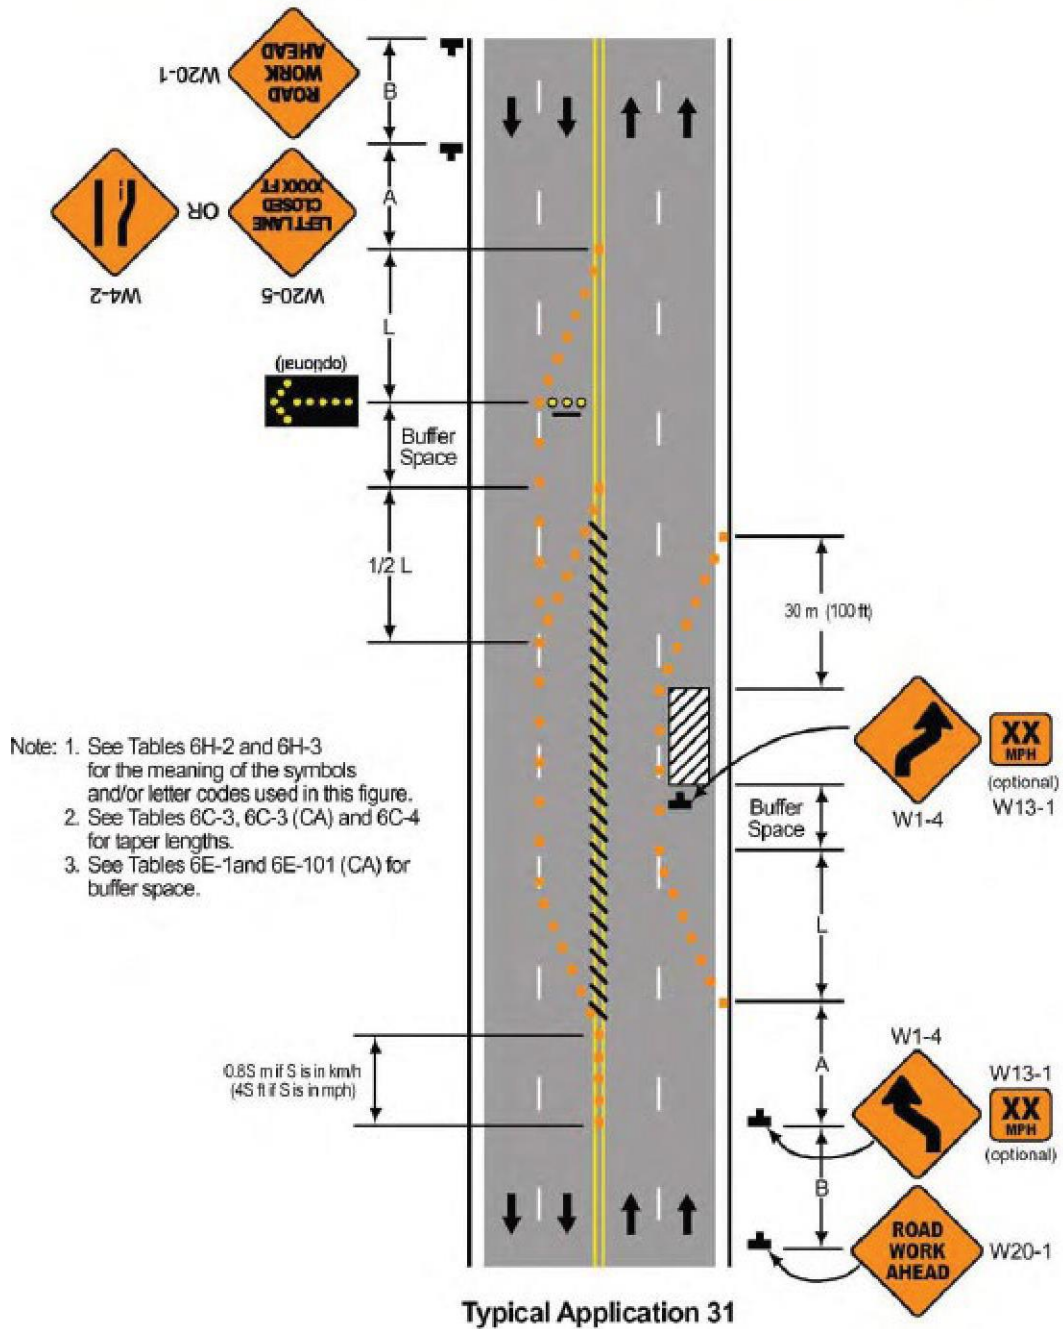 W20-1
ROAD
WORK
AHEAD
B
A
LEFT LANE
CLOSED
XXXX FT
OR
W4-2
W20-5
L
(optional)
Buffer
Space
1/2 L
30 m (100 ft)
XX
MPH
(optional)
W13-1
W1-4
Buffer
Space
L
Note: 1. See Tables 6H-2 and 6H-3
for the meaning of the symbols
and/or letter codes used in this figure.
2. See Tables 6C-3, 6C-3 (CA) and 6C-4
for taper lengths.
3. See Tables 6E-1and 6E-101 (CA) for
buffer space.
0.8S m if S is in km/h
(4S ft if S is in mph)
A
W1-4
W13-1
XX
MPH
(optional)
B
ROAD
WORK
AHEAD
W20-1
Typical Application 31